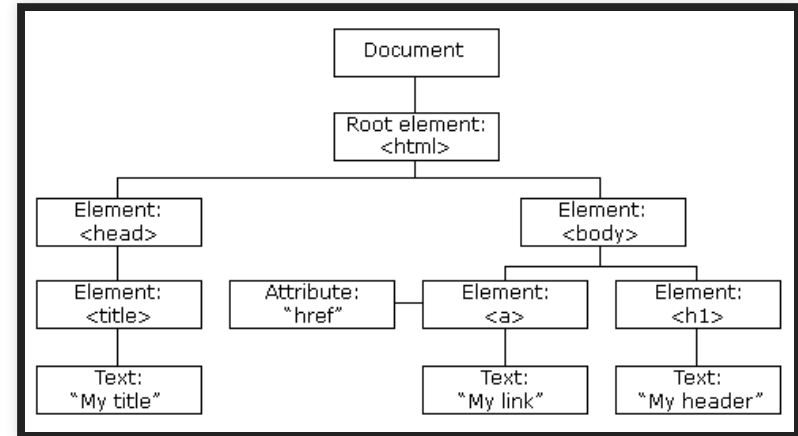 Document
Root element:
<html>
Element:
<head>
Element:
<body>
Element:
<title>
Attribute:
“href”
Element:
<a>
Element:
<h1>
Text:
“My title”
Text:
“My link”
Text:
“My header”